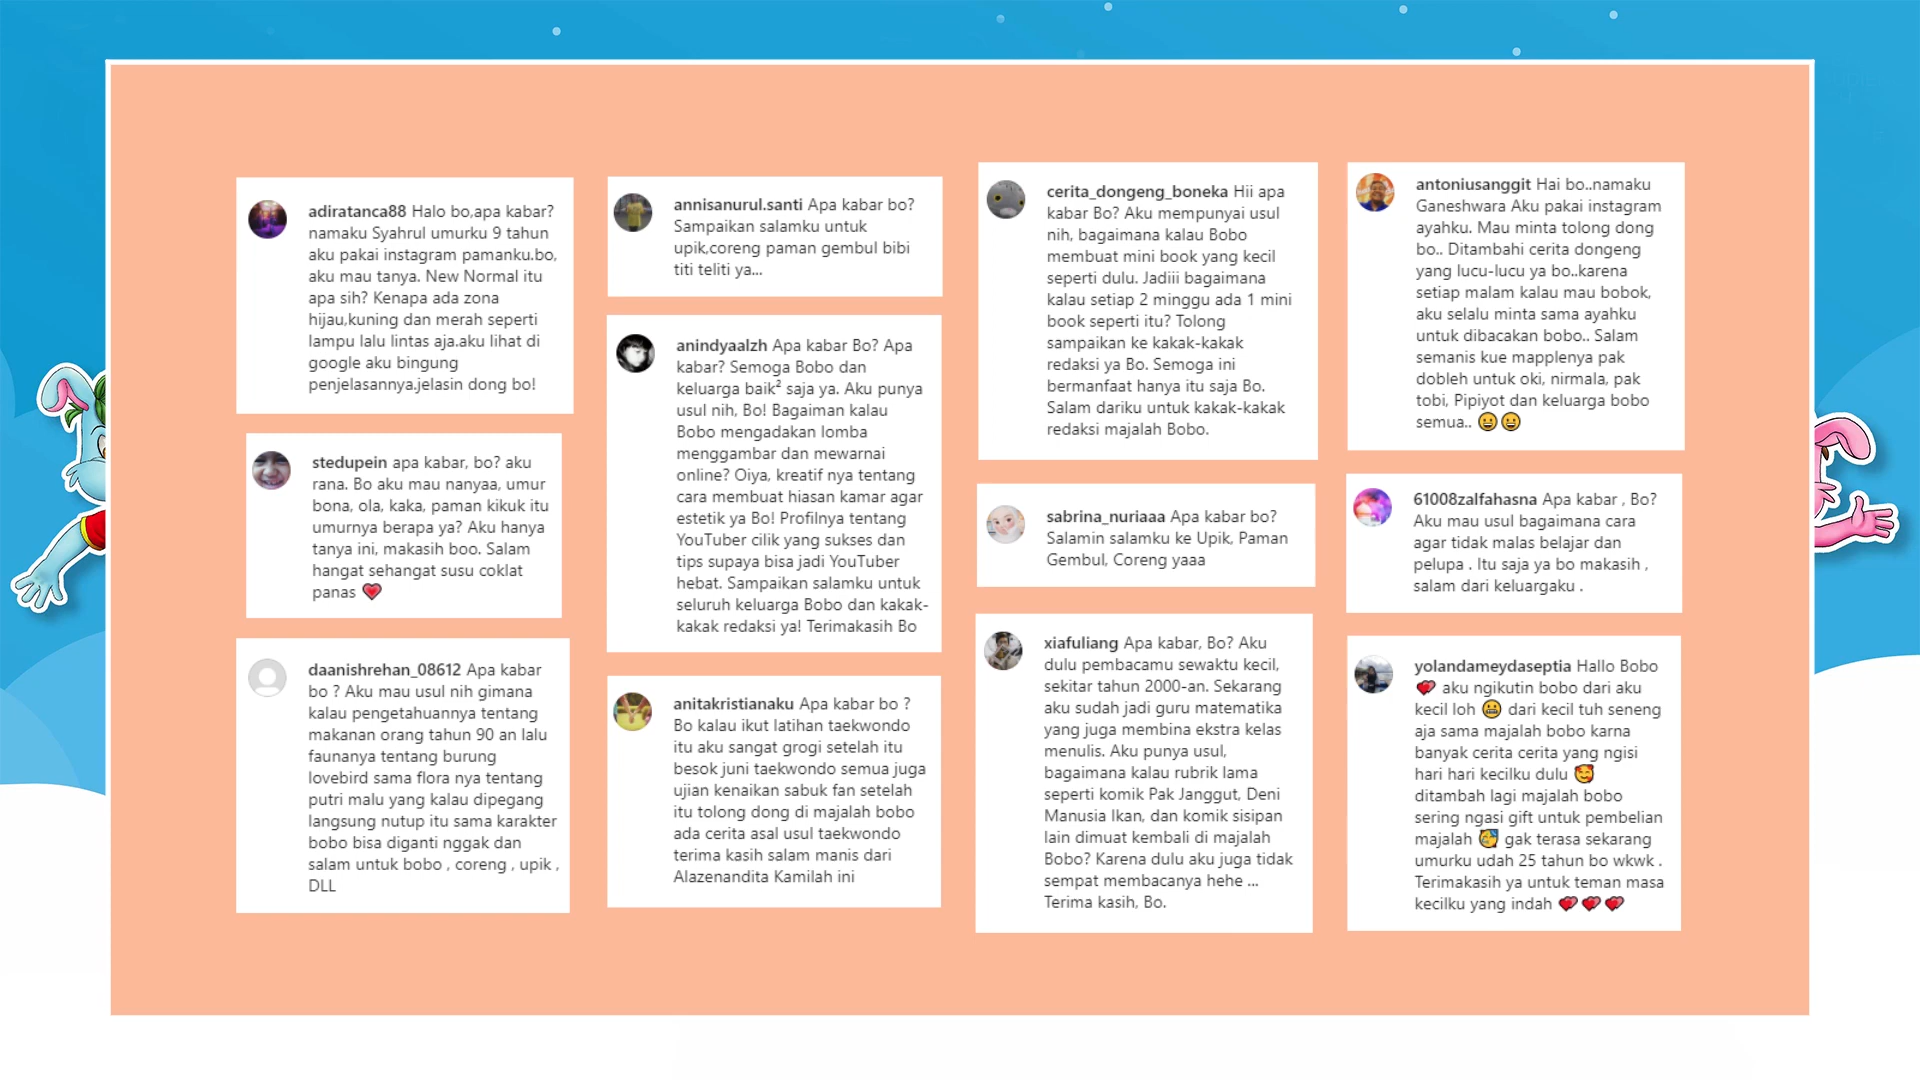 adiratanca88 Halo bo,apa kabar?
namaku Syahrul umurku 9 tahun
aku pakai instagram pamanku.bo,
aku mau tanya. New Normal itu
apa sih? Kenapa ada zona
hijau,kuning dan merah seperti
lampu lalu lintas aja.aku lihat di
google aku bingung
penjelasannya.jelasin dong bo!
stedupein apa kabar, bo? aku
rana. Bo aku mau nanyaa, umur
bona, ola, kaka, paman kikuk itu
umurnya berapa ya? Aku hanya
tanya ini, makasih boo. Salam
hangat sehangat susu coklat
panas ❤️
daanishrehan_08612 Apa kabar
bo ? Aku mau usul nih gimana
kalau pengetahuannya tentang
makanan orang tahun 90 an lalu
faunanya tentang burung
lovebird sama flora nya tentang
putri malu yang kalau dipegang
langsung nutup itu sama karakter
bobo bisa diganti nggak dan
salam untuk bobo , coreng , upik ,
DLL
annisanurul.santi Apa kabar bo?
Sampaikan salamku untuk
upik,coreng paman gembul bibi
titi teliti ya...
anindyaalzh Apa kabar Bo? Apa
kabar? Semoga Bobo dan
keluarga baik² saja ya. Aku punya
usul nih, Bo! Bagaiman kalau
Bobo mengadakan lomba
menggambar dan mewarnai
online? Oiya, kreatif nya tentang
cara membuat hiasan kamar agar
estetik ya Bo! Profilnya tentang
YouTuber cilik yang sukses dan
tips supaya bisa jadi YouTuber
hebat. Sampaikan salamku untuk
seluruh keluarga Bobo dan kakak-
kakak redaksi ya! Terimakasih Bo
anitakristianaku Apa kabar bo ?
Bo kalau ikut latihan taekwondo
itu aku sangat grogi setelah itu
besok juni taekwondo semua juga
ujian kenaikan sabuk fan setelah
itu tolong dong di majalah bobo
ada cerita asal usul taekwondo
terima kasih salam manis dari
Alazenandita Kamilah ini
cerita_dongeng_boneka Hii apa
kabar Bo? Aku mempunyai usul
nih, bagaimana kalau Bobo
membuat mini book yang kecil
seperti dulu. Jadiii bagaimana
kalau setiap 2 minggu ada 1 mini
book seperti itu? Tolong
sampaikan ke kakak-kakak
redaksi ya Bo. Semoga ini
bermanfaat hanya itu saja Bo.
Salam dariku untuk kakak-kakak
redaksi majalah Bobo.
sabrina_nuriaaa Apa kabar bo?
Salamin salamku ke Upik, Paman
Gembul, Coreng yaaa
xiafuliang Apa kabar, Bo? Aku
dulu pembacamu sewaktu kecil,
sekitar tahun 2000-an. Sekarang
aku sudah jadi guru matematika
yang juga membina ekstra kelas
menulis. Aku punya usul,
bagaimana kalau rubrik lama
seperti komik Pak Janggut, Deni
Manusia Ikan, dan komik sisipan
lain dimuat kembali di majalah
Bobo? Karena dulu aku juga tidak
sempat membacanya hehe ...
Terima kasih, Bo.
antoniusanggit Hai bo..namaku
Ganeshwara Aku pakai instagram
ayahku. Mau minta tolong dong
bo.. Ditambahi cerita dongeng
yang lucu-lucu ya bo..karena
setiap malam kalau mau bobok,
aku selalu minta sama ayahku
untuk dibacakan bobo.. Salam
semanis kue mapplenya pak
dobleh untuk oki, nirmala, pak
tobi, Pipiyot dan keluarga bobo
semua.. 😀😀
61008zalfahasna Apa kabar , Bo?
Aku mau usul bagaimana cara
agar tidak malas belajar dan
pelupa . Itu saja ya bo makasih ,
salam dari keluargaku .
yolandameydaseptia Hallo Bobo
💕 aku ngikutin bobo dari aku
kecil loh 😬 dari kecil tuh seneng
aja sama majalah bobo karna
banyak cerita cerita yang ngisi
hari hari kecilku dulu 🥰
ditambah lagi majalah bobo
sering ngasi gift untuk pembelian
majalah 🥳 gak terasa sekarang
umurku udah 25 tahun bo wkwk .
Terimakasih ya untuk teman masa
kecilku yang indah 💕💕💕